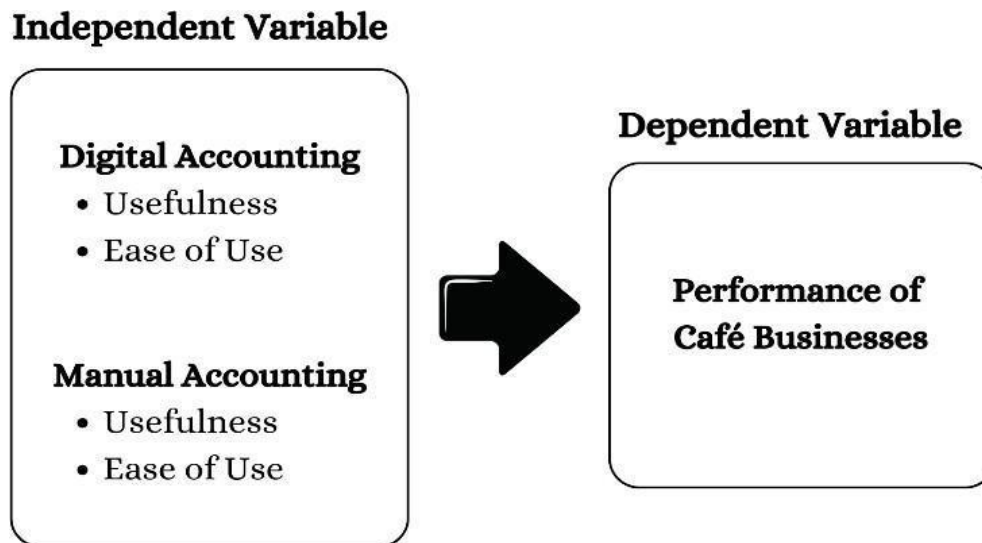 Independent Variable
Digital Accounting
• Usefulness
• Ease of Use
Manual Accounting
• Usefulness
• Ease of Use
Dependent Variable
Performance of
Café Businesses